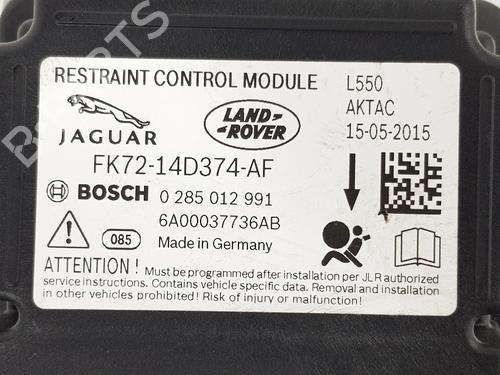 RESTRAINT CONTROL MODULE L550
AKTAC
JAGUAR LAND ROVER 15-05-2015
FK72-14D374-AF
BOSCH 0 285 012 991
6A00037736AB
085 Made in Germany
ATTENTION! Must be programmed after installation per JLR authorized
service instructions. Contains vehicle specific data. Removal and installation
in other vehicles prohibited! Risk of injury or malfunction!